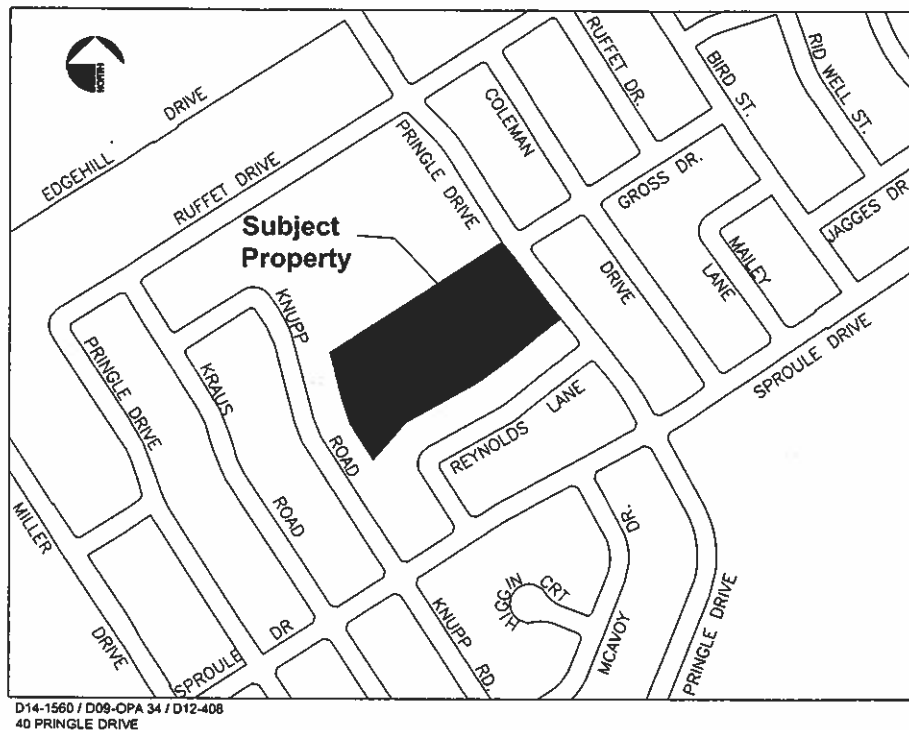 NORTH
EDGEHILL DRIVE
RUFFET DRIVE
PRINGLE DRIVE
COLEMAN DRIVE
RUFFET DR.
BIRD ST.
RID WELL ST.
GROSS DR.
JAGGES DR.
MAILEY LANE
SPROULE DRIVE
Subject
Property
KNUPP ROAD
PRINGLE DRIVE
KRAUS ROAD
REYNOLDS LANE
MILLER DRIVE
SPROULE DR
KNUPP RD.
HIGGIN CRT
MCAVOY DR.
PRINGLE DRIVE
D14-1560 / D09-OPA 34 / D12-408
40 PRINGLE DRIVE